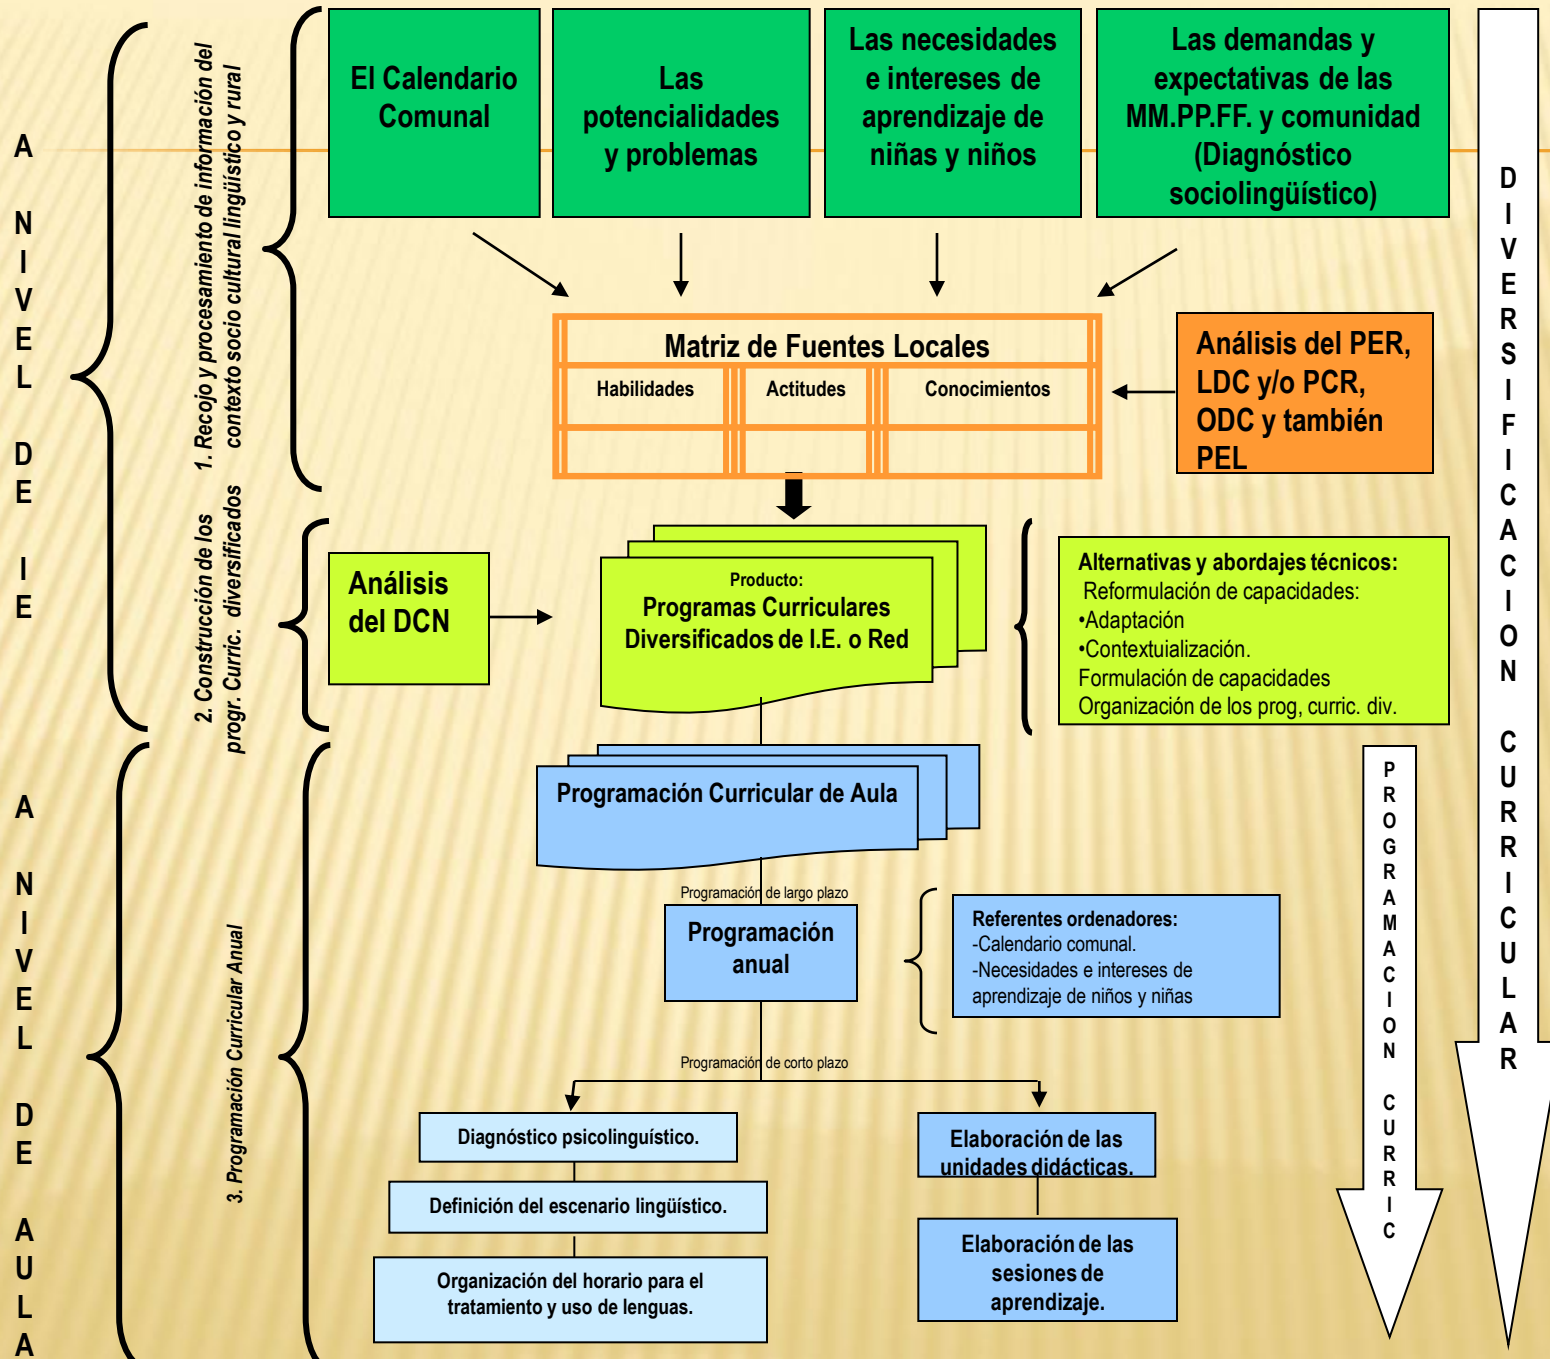 A NIVEL DE IE
1. Recojo y procesamiento de información del
contexto socio cultural lingüístico y rural
El Calendario
Comunal
Las
potencialidades
y problemas
Las necesidades
e intereses de
aprendizaje de
niñas y niños
Las demandas y
expectativas de las
MM.PP.FF. y comunidad
(Diagnóstico
sociolingüístico)
DIVERSIFICACION CURRICULAR
Matriz de Fuentes Locales
Habilidades
Actitudes
Conocimientos
Análisis del PER,
LDC y/o PCR,
ODC y también
PEL
2. Construcción de los
progr. Curric. diversificados
Análisis
del DCN
Producto:
Programas Curriculares
Diversificados de I.E. o Red
Alternativas y abordajes técnicos:
Reformulación de capacidades:
•Adaptación
•Contextuialización.
Formulación de capacidades
Organización de los prog, curric. div.
A NIVEL DE AULA
3. Programación Curricular Anual
Programación Curricular de Aula
PROGRAMACION CURRIC
Programación de largo plazo
Programación
anual
Referentes ordenadores:
-Calendario comunal.
-Necesidades e intereses de
aprendizaje de niños y niñas
Programación de corto plazo
Diagnóstico psicolinguístico.
Definición del escenario lingüístico.
Organización del horario para el
tratamiento y uso de lenguas.
Elaboración de las
unidades didácticas.
Elaboración de las
sesiones de
aprendizaje.